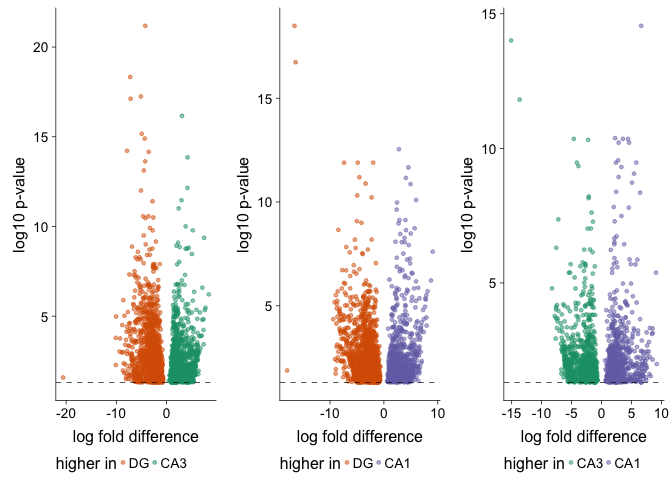 log10 p-value
20
15
10
5
-20
-10
0
log fold difference
higher in DG CA3
log10 p-value
15
10
5
-10
0
10
log fold difference
higher in DG CA1
log10 p-value
15
10
5
-15
-10
-5
0
5
10
log fold difference
higher in CA3 CA1